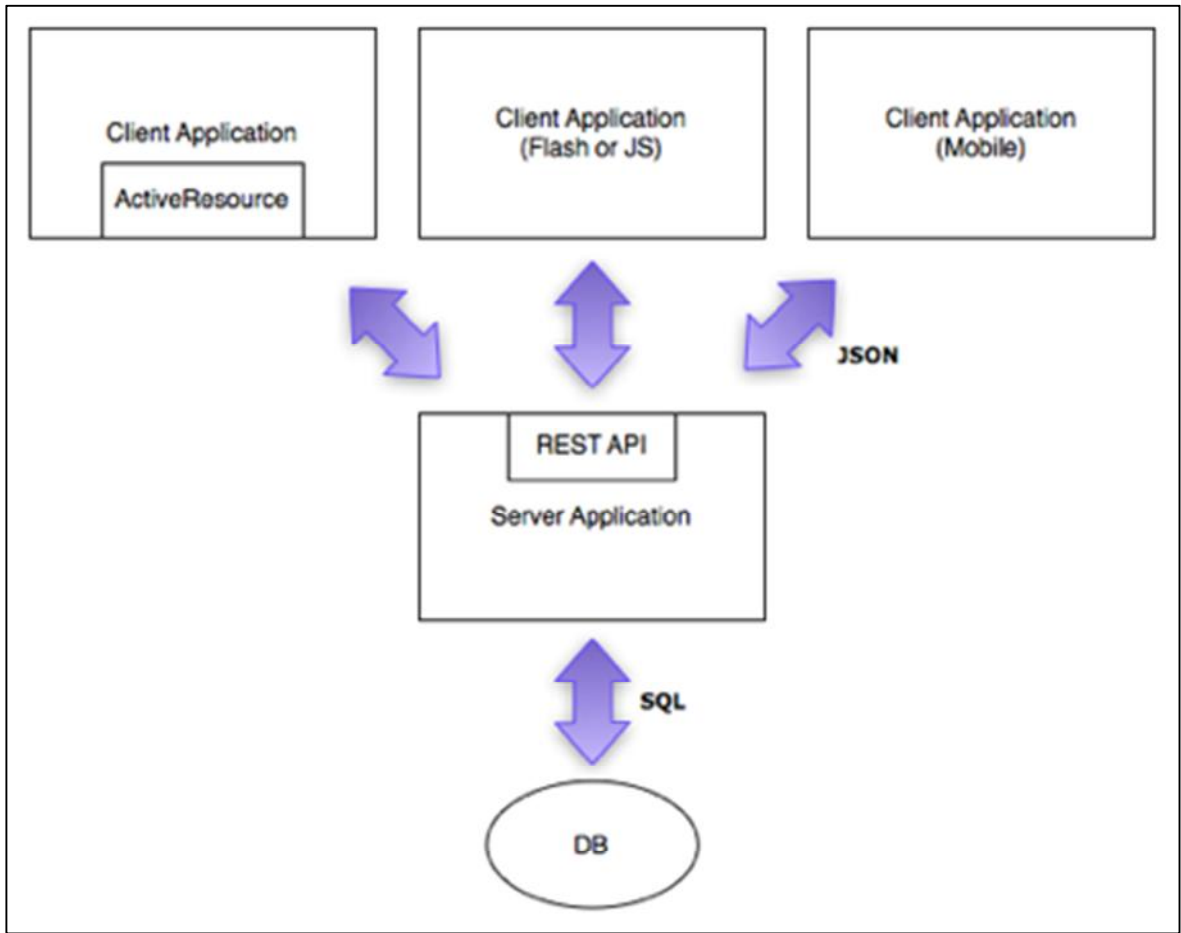 Client Application
ActiveResource
Client Application
(Flash or JS)
Client Application
(Mobile)
JSON
REST API
Server Application
SQL
DB